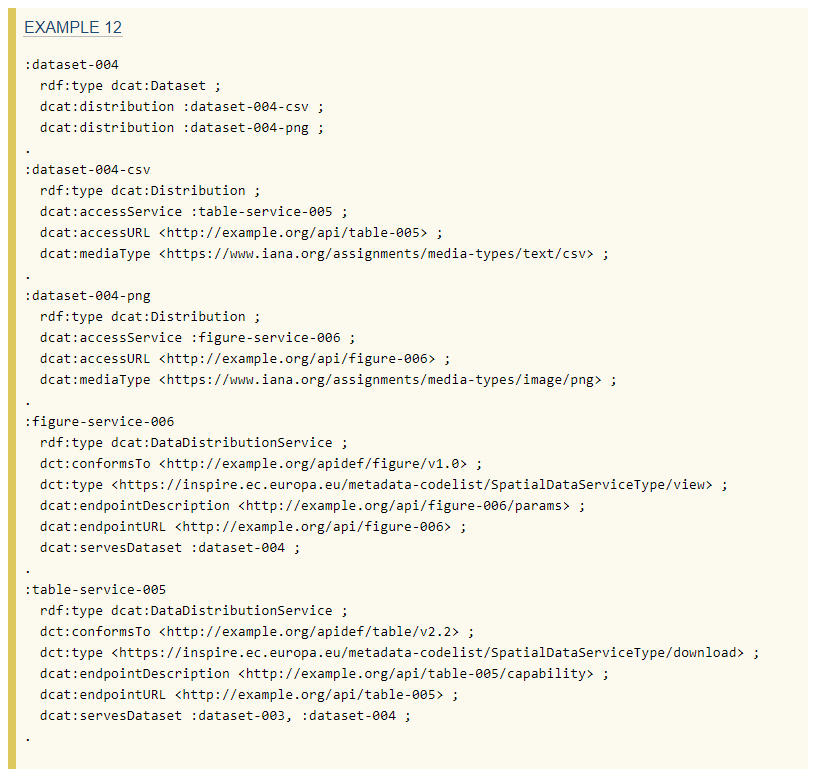 EXAMPLE 12
:dataset-004
rdf:type dcat:Dataset ;
dcat:distribution :dataset-004-csv ;
dcat:distribution :dataset-004-png ;
.
:dataset-004-csv
rdf:type dcat:Distribution ;
dcat:accessService :table-service-005 ;
dcat:accessURL <http://example.org/api/table-005> ;
dcat:mediaType <https://www.iana.org/assignments/media-types/text/csv> ;
.
:dataset-004-png
rdf:type dcat:Distribution ;
dcat:accessService :figure-service-006 ;
dcat:accessURL <http://example.org/api/figure-006> ;
dcat:mediaType <https://www.iana.org/assignments/media-types/image/png> ;
.
:figure-service-006
rdf:type dcat:DataDistributionService ;
dct:conformsTo <http://example.org/apidef/figure/v1.0> ;
dct:type <https://inspire.ec.europa.eu/metadata-codelist/SpatialDataServiceType/view> ;
dcat:endpointDescription <http://example.org/api/figure-006/params> ;
dcat:endpointURL <http://example.org/api/figure-006> ;
dcat:servesDataset :dataset-004 ;
.
:table-service-005
rdf:type dcat:DataDistributionService ;
dct:conformsTo <http://example.org/apidef/table/v2.2> ;
dct:type <https://inspire.ec.europa.eu/metadata-codelist/SpatialDataServiceType/download> ;
dcat:endpointDescription <http://example.org/api/table-005/capability> ;
dcat:endpointURL <http://example.org/api/table-005> ;
dcat:servesDataset :dataset-003, :dataset-004 ;
.